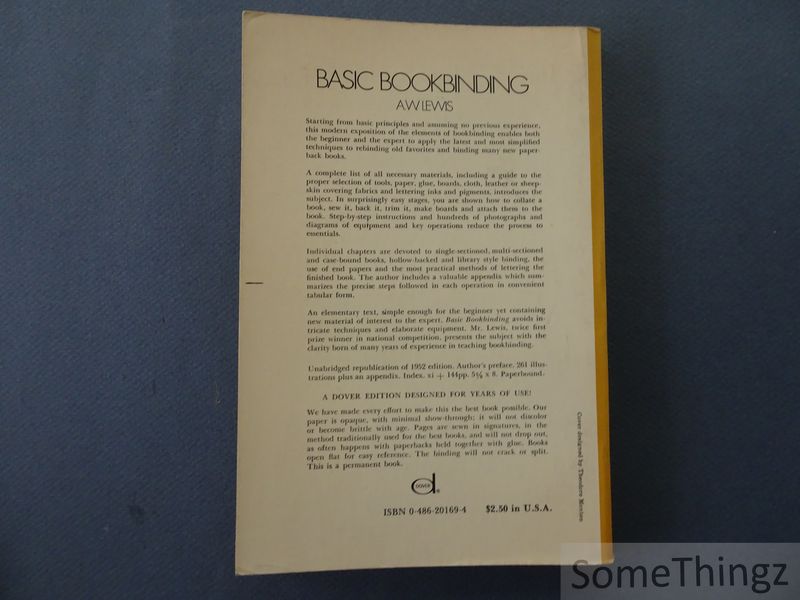 BASIC BOOKBINDING
A.W. LEWIS
Starting from basic principles and assuming no previous experience,
this modern exposition of the elements of bookbinding enables both
the beginner and the expert to apply the latest and most simplified
techniques to rebinding old favorites and binding many new paper-
back books.
A complete list of all necessary materials, including a guide to the
proper selection of tools, paper, glue, boards, cloth, leather or sheep-
skin covering fabrics and lettering inks and pigments, introduces the
subject. In surprisingly easy stages, you are shown how to collate a
book, sew it, back it, trim it, make boards and attach them to the
book. Step-by-step instructions and hundreds of photographs and
diagrams of equipment and key operations reduce the process to
essentials.
Individual chapters are devoted to single-sectioned, multi-sectioned
and case-bound books, hollow-backed and library style binding, the
use of end papers and the most practical methods of lettering the
finished book. The author includes a valuable appendix which sum-
marizes the precise steps followed in each operation in convenient
tabular form.
An elementary text, simple enough for the beginner yet containing
new material of interest to the expert, Basic Bookbinding avoids in-
tricate techniques and elaborate equipment. Mr. Lewis, twice first
prize winner in national competition, presents the subject with the
clarity born of many years of experience in teaching bookbinding.
Unabridged republication of 1952 edition. Author's preface. 261 illus-
trations plus an appendix. Index. xi + 144pp. 5⅜ x 8. Paperbound.
A DOVER EDITION DESIGNED FOR YEARS OF USE!
We have made every effort to make this the best book possible. Our
paper is opaque, with minimal show-through; it will not discolor
or become brittle with age. Pages are sewn in signatures, in the
method traditionally used for the best books, and will not drop out,
as often happens with paperbacks held together with glue. Books
open flat for easy reference. The binding will not crack or split.
This is a permanent book.
DOVER
ISBN 0-486-20169-4 $2.50 in U.S.A.
Cover designed by Theodore Menten
SomeThingz